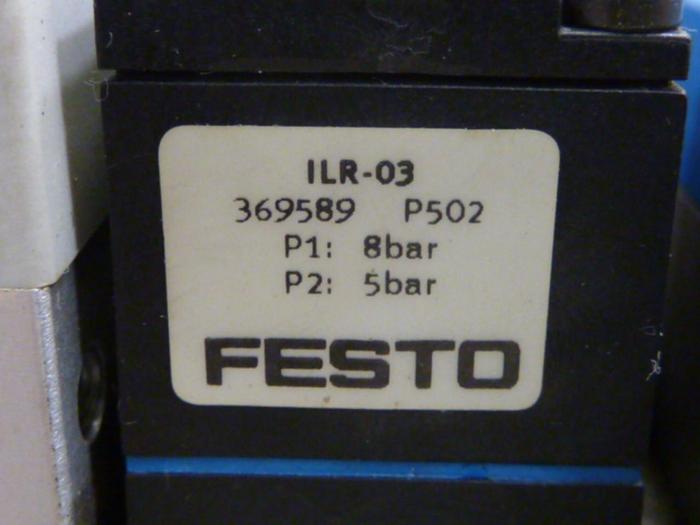 ILR-03
369589 P502
P1: 8bar
P2: 5bar
FESTO